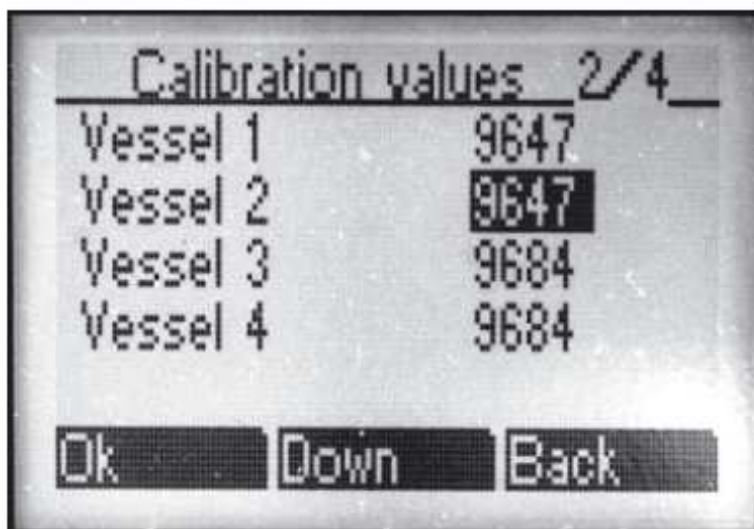 Calibration values 2/4
Vessel 1 9647
Vessel 2 9647
Vessel 3 9684
Vessel 4 9684
Ok Down Back